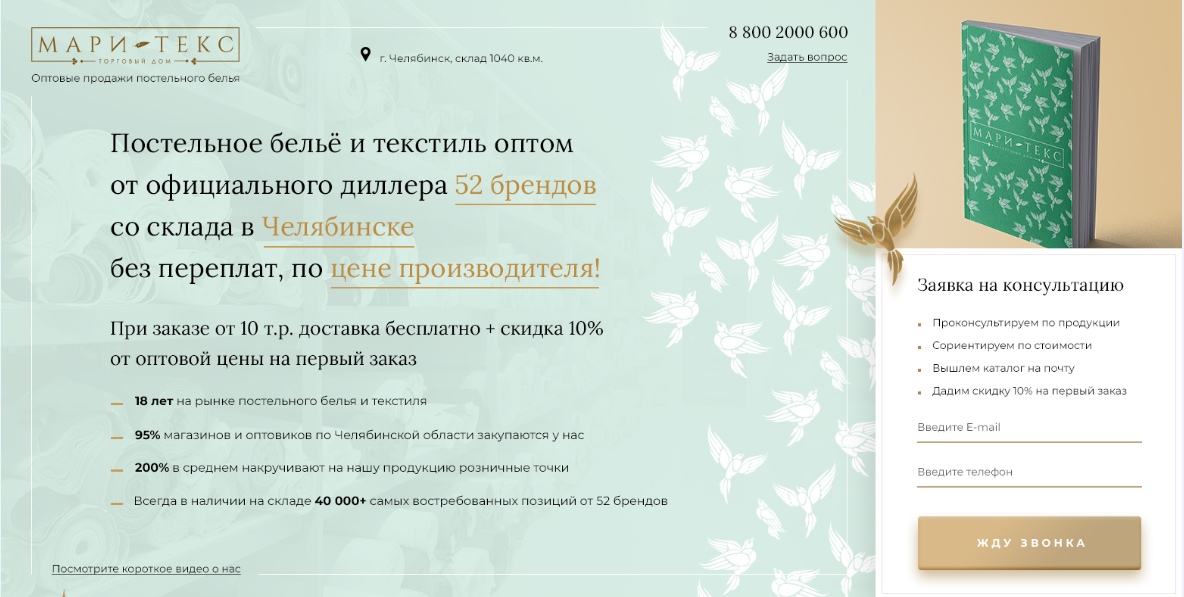 МАРИ ТЕКС
ТОРГОВЫЙ ДОМ
Оптовые продажи постельного белья
г. Челябинск, склад 1040 кв.м.
8 800 2000 600
Задать вопрос
Постельное бельё и текстиль оптом
от официального диллера 52 брендов
со склада в Челябинске
без переплат, по цене производителя!
При заказе от 10 т.р. доставка бесплатно + скидка 10%
от оптовой цены на первый заказ
18 лет на рынке постельного белья и текстиля
95% магазинов и оптовиков по Челябинской области закупаются у нас
200% в среднем накручивают на нашу продукцию розничные точки
Всегда в наличии на складе 40 000+ самых востребованных позиций от 52 брендов
Посмотрите короткое видео о нас
МАРИ ТЕКС
Заявка на консультацию
Проконсультируем по продукции
Сориентируем по стоимости
Вышлем каталог на почту
Дадим скидку 10% на первый заказ
Введите E-mail
Введите телефон
ЖДУ ЗВОНКА